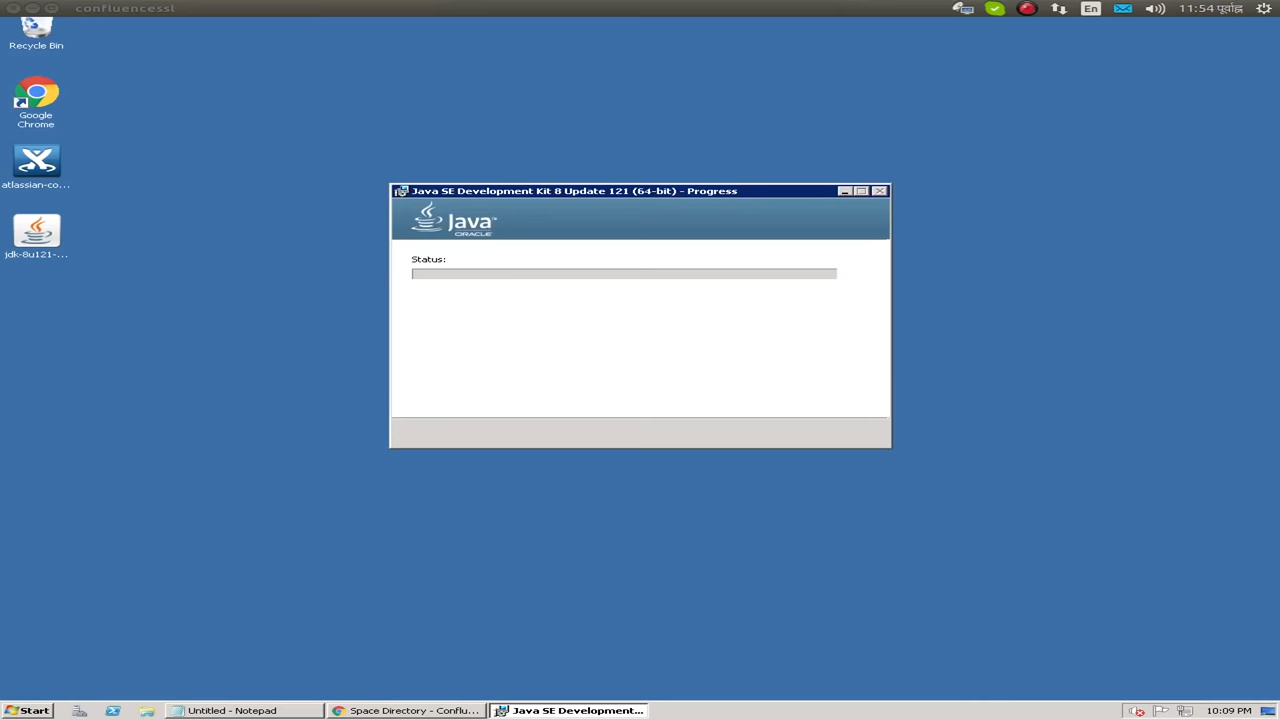 confluencessl
En
11:54 पूर्वाह्न
Recycle Bin
Google
Chrome
atlassian-co...
jdk-8u121-...
Java SE Development Kit 8 Update 121 (64-bit) - Progress
Java™
ORACLE
Status:
Start
Untitled - Notepad
Space Directory - Conflu...
Java SE Development...
10:09 PM